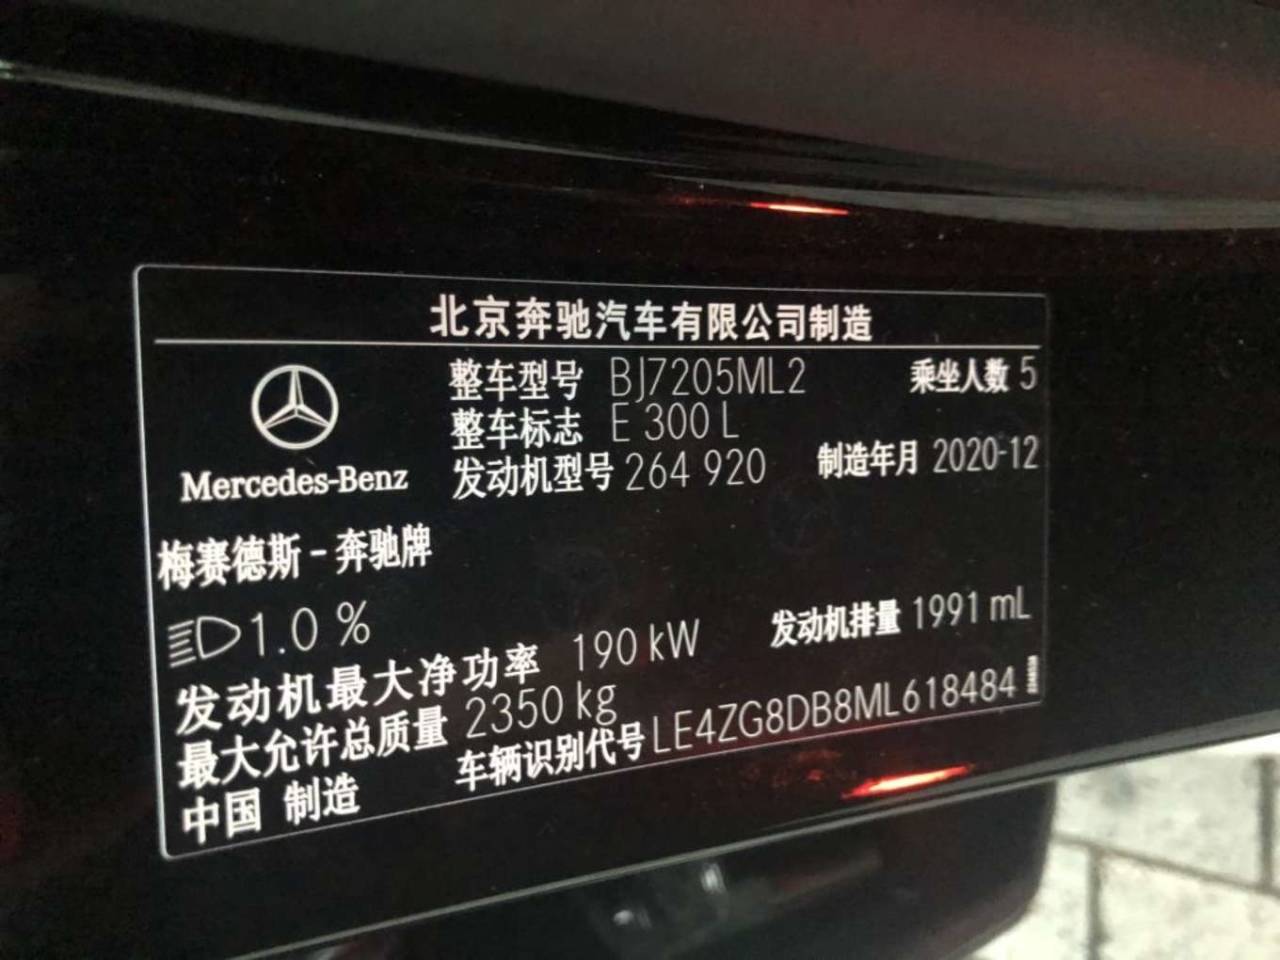 北京奔驰汽车有限公司制造
整车型号 BJ7205ML2 乘坐人数 5
整车标志 E 300 L
发动机型号 264 920 制造年月 2020-12
Mercedes-Benz
梅赛德斯-奔驰牌
1.0 %
发动机最大净功率 190 kW 发动机排量 1991 mL
最大允许总质量 2350 kg
中国 制造 车辆识别代号 LE4ZG8DB8ML618484